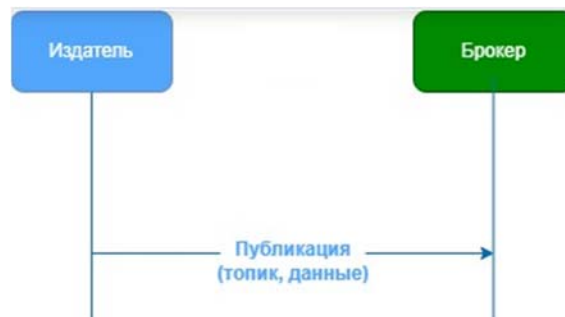 Издатель
Брокер
Публикация
(топик, данные)